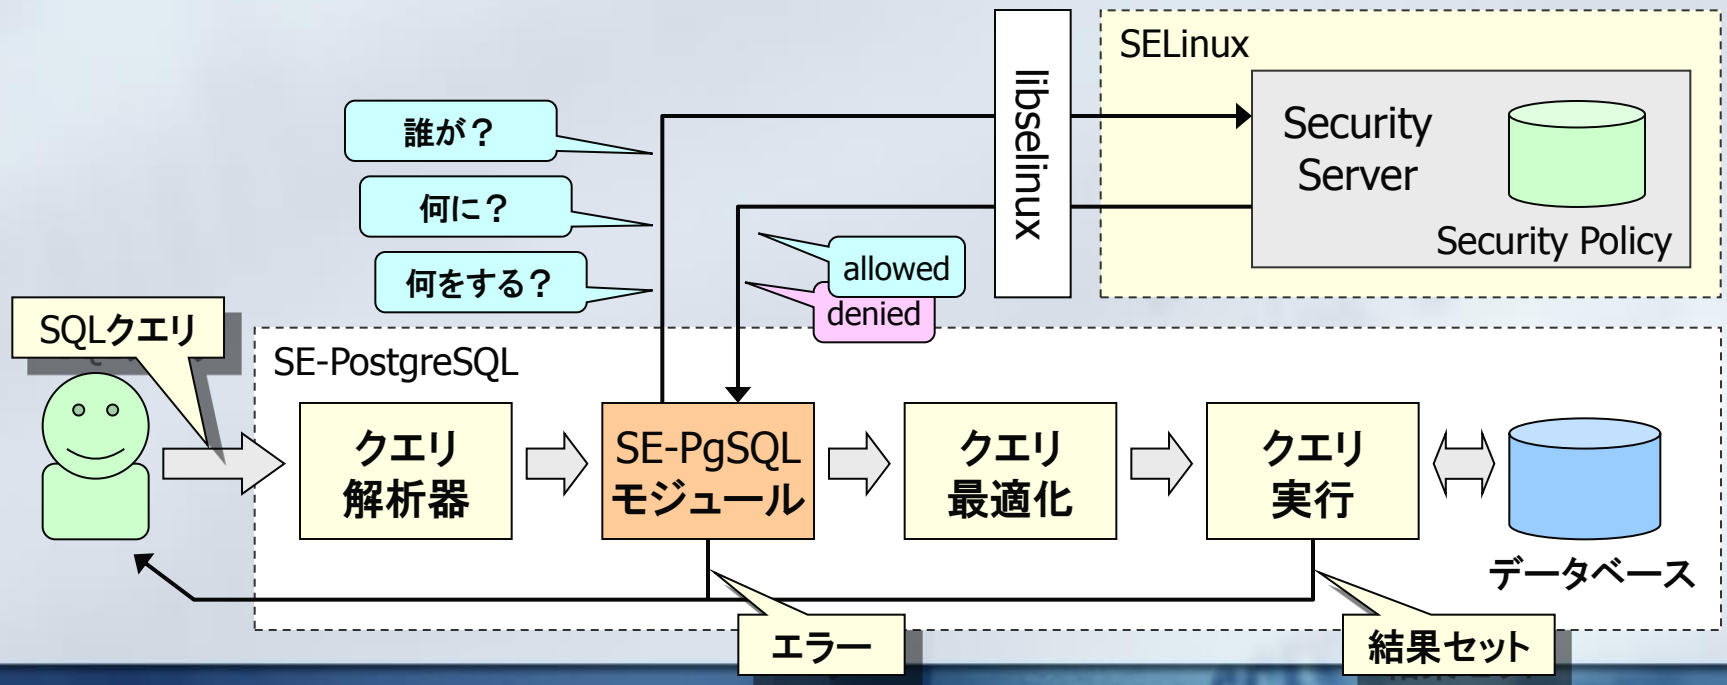 SELinux
libselinux
Security
Server
Security Policy
誰が？
何に？
何をする？
allowed
denied
SQLクエリ
SE-PostgreSQL
クエリ
解析器
SE-PgSQL
モジュール
クエリ
最適化
クエリ
実行
データベース
エラー
結果セット